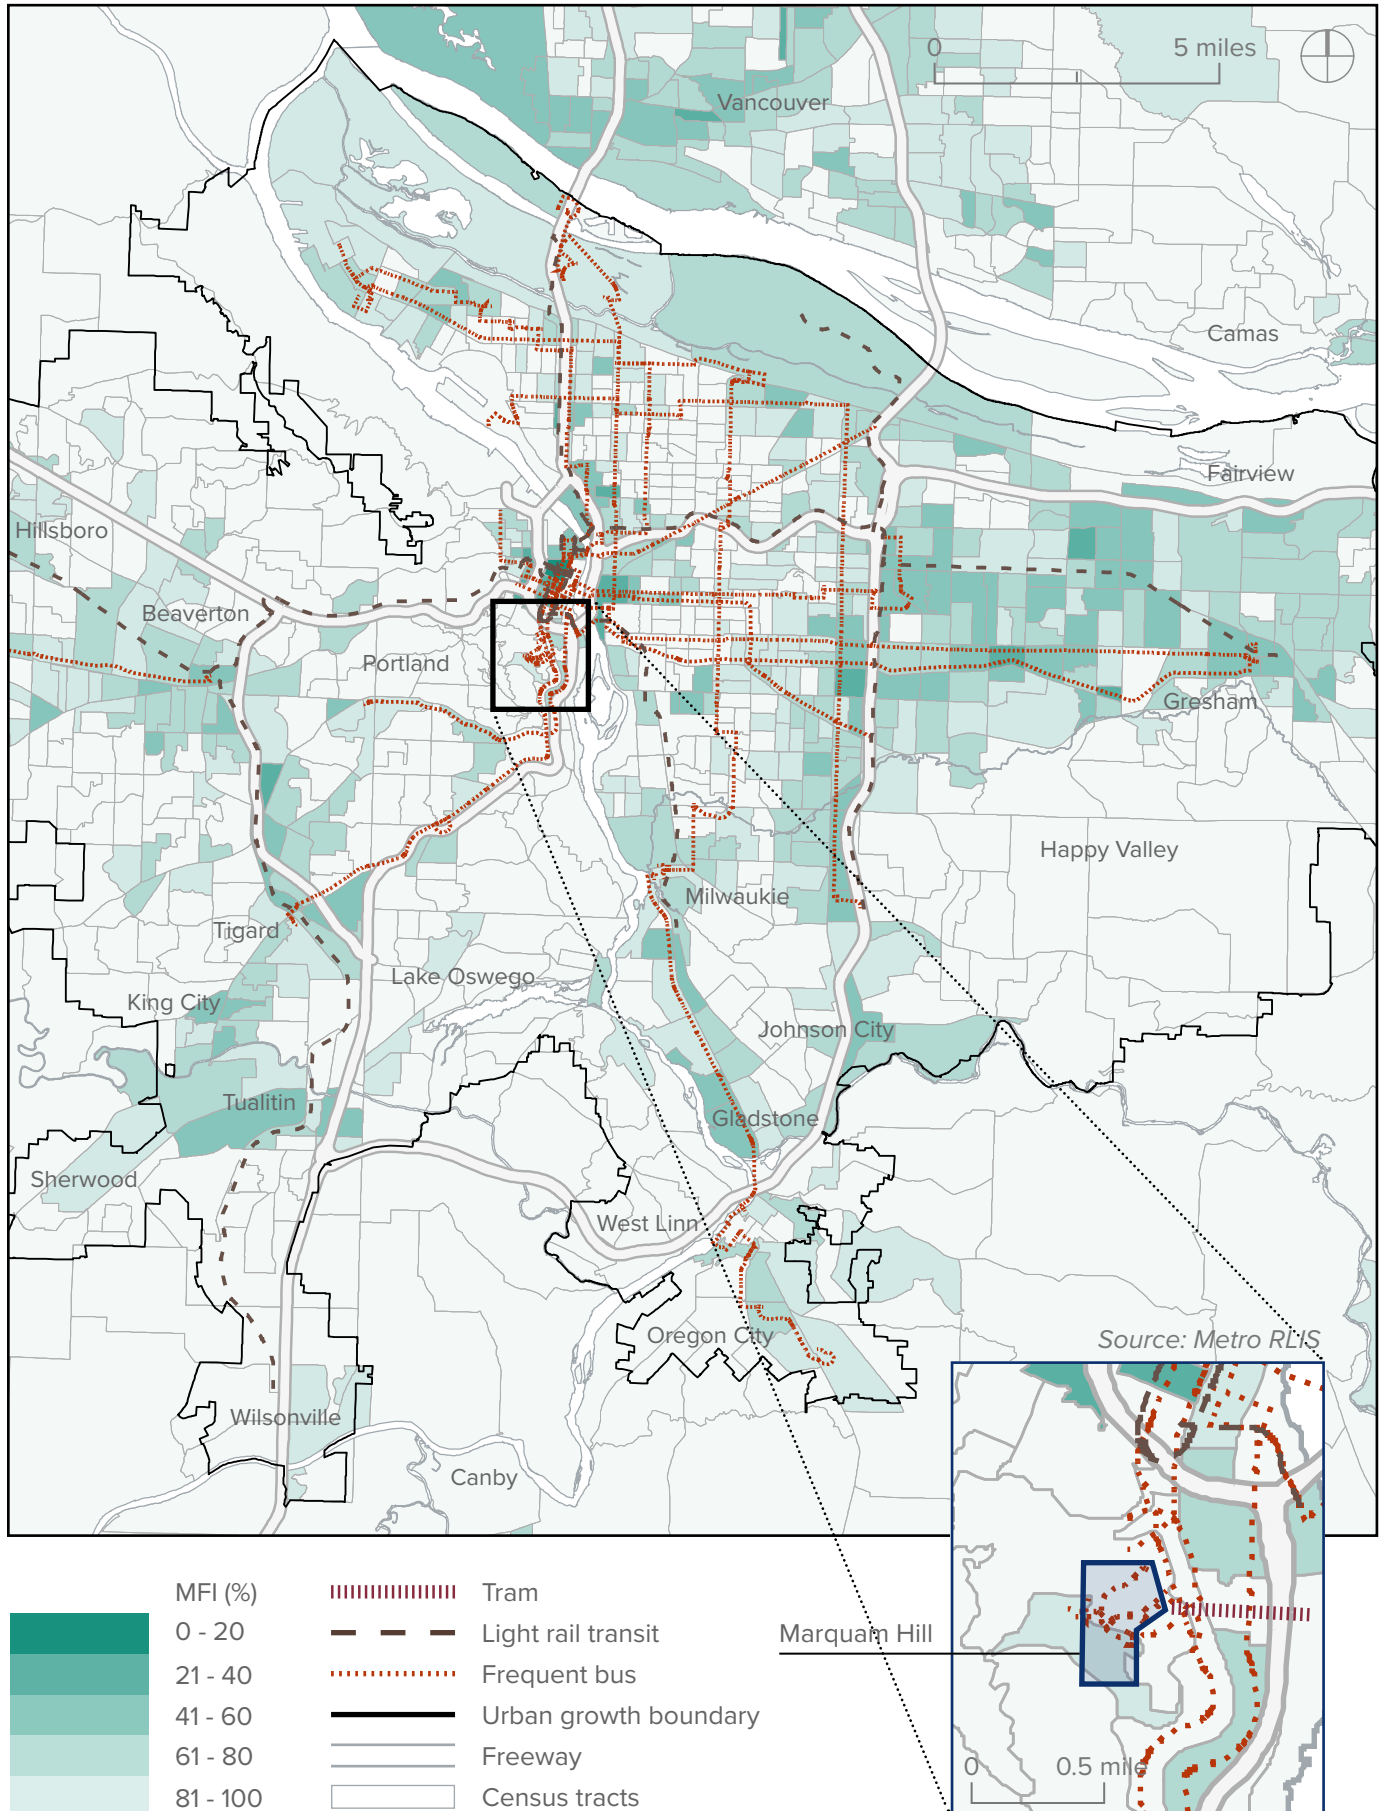 0 5 miles
Vancouver
Camas
Fairview
Hillsboro
Beaverton
Portland
Gresham
Happy Valley
Milwaukie
Tigard
Lake Oswego
King City
Johnson City
Tualitin
Gladstone
Sherwood
West Linn
Oregon City
Source: Metro RLIS
Wilsonville
Canby
MFI (%)
0 - 20
21 - 40
41 - 60
61 - 80
81 - 100
Tram
Light rail transit
Frequent bus
Urban growth boundary
Freeway
Census tracts
Marquam Hill
0 0.5 mile